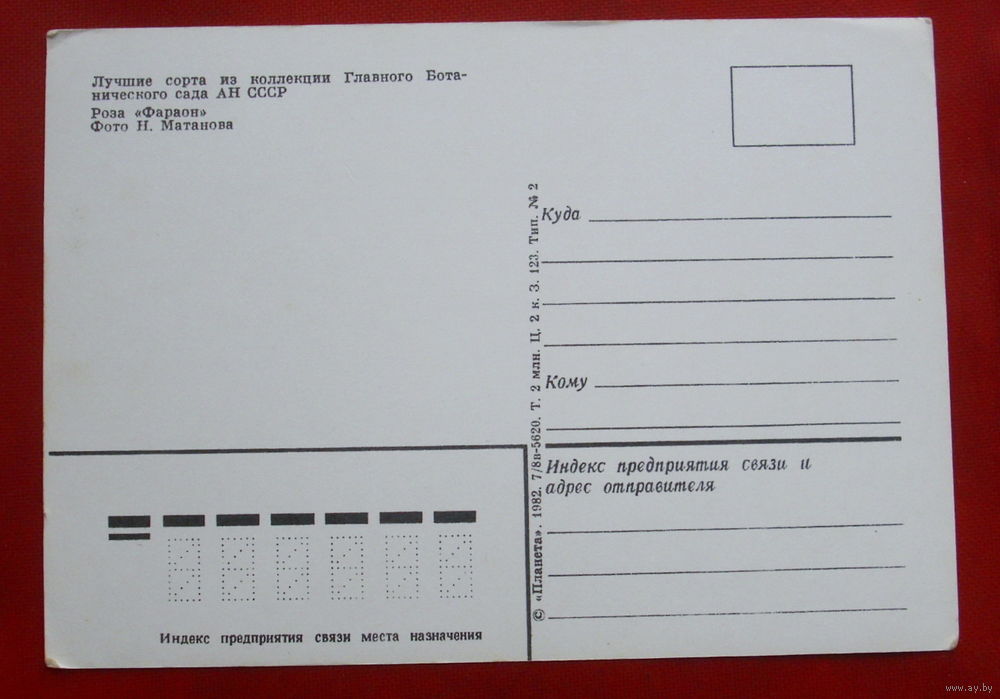 Лучшие сорта из коллекции Главного Бота-
нического сада АН СССР
Роза «Фараон»
Фото Н. Матанова
© «Планета». 1982. 7/8в-5620. Т. 2 млн. Ц. 2 к. З. 123. Тип. № 2
Куда
Кому
Индекс предприятия связи и
адрес отправителя
Индекс предприятия связи места назначения
www.ay.by